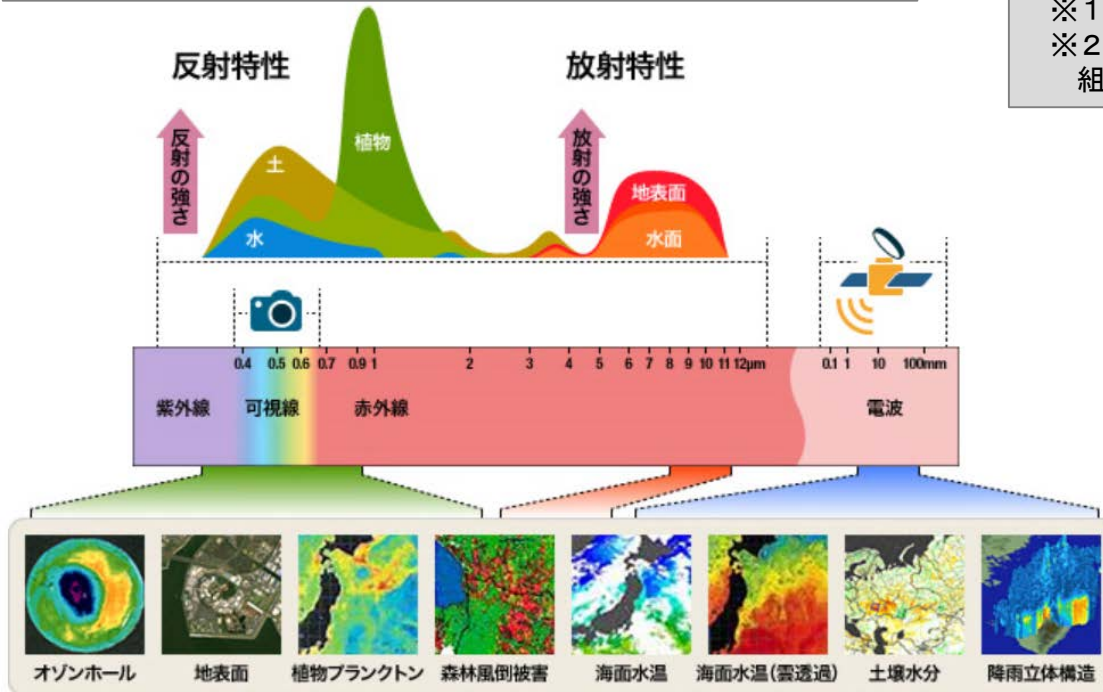 ※1
※2
組
反射特性
放射特性
反射の強さ
放射の強さ
植物
土
水
地表面
水面
0.4 0.5 0.6 0.7 0.9 1 2 3 4 5 6 7 8 9 10 11 12μm 0.1 1 10 100mm
紫外線 可視線 赤外線 電波
オゾンホール 地表面 植物プランクトン 森林風倒被害 海面水温 海面水温(雲透過) 土壌水分 降雨立体構造